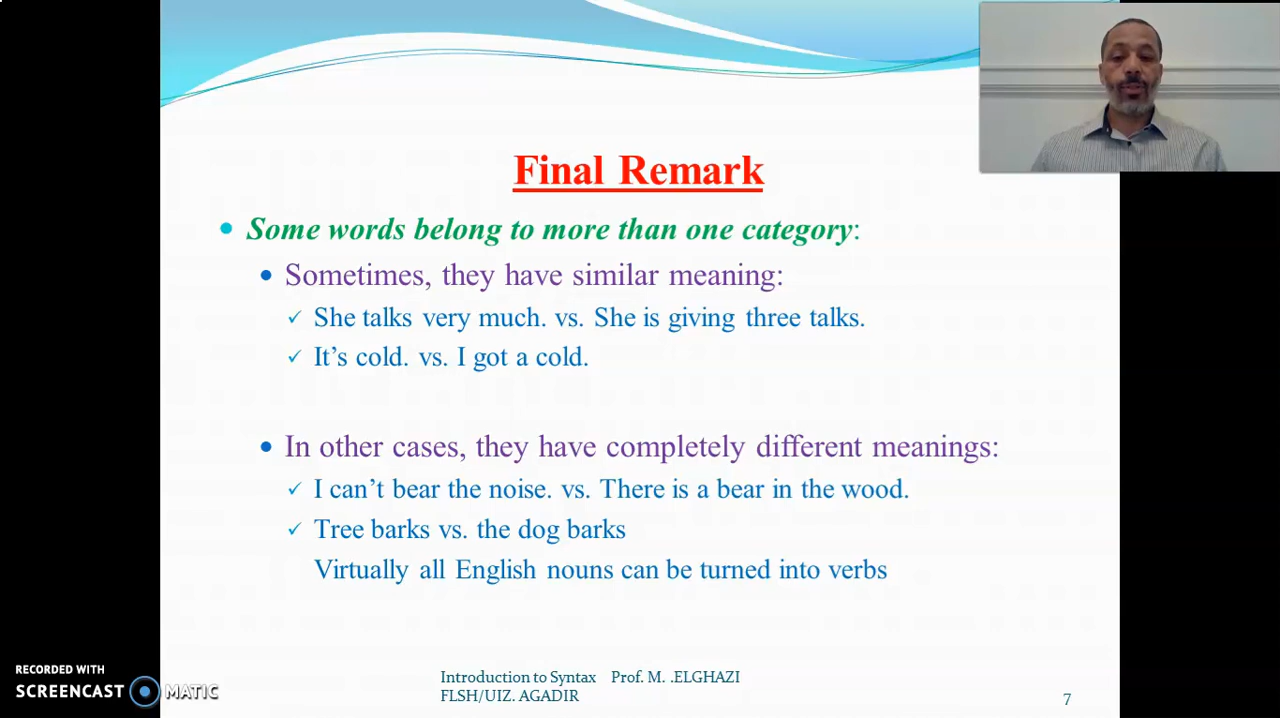 Final Remark
Some words belong to more than one category:
Sometimes, they have similar meaning:
She talks very much. vs. She is giving three talks.
It's cold. vs. I got a cold.
In other cases, they have completely different meanings:
I can't bear the noise. vs. There is a bear in the wood.
Tree barks vs. the dog barks
Virtually all English nouns can be turned into verbs
RECORDED WITH
SCREENCAST MATIC
Introduction to Syntax Prof. M. .ELGHAZI
FLSH/UIZ. AGADIR
7